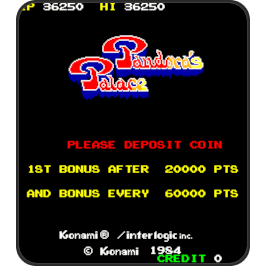 P 36250 HI 36250
Pandora's
Palace
PLEASE DEPOSIT COIN
1ST BONUS AFTER 20000 PTS
AND BONUS EVERY 60000 PTS
Konami® /interlogic inc.
© Konami 1984
CREDIT 0